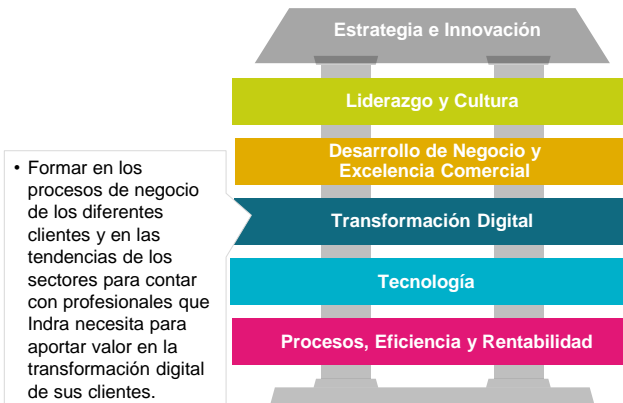 Estrategia e Innovación
Liderazgo y Cultura
Desarrollo de Negocio y
Excelencia Comercial
Transformación Digital
Tecnología
Procesos, Eficiencia y Rentabilidad
• Formar en los
procesos de negocio
de los diferentes
clientes y en las
tendencias de los
sectores para contar
con profesionales que
Indra necesita para
aportar valor en la
transformación digital
de sus clientes.